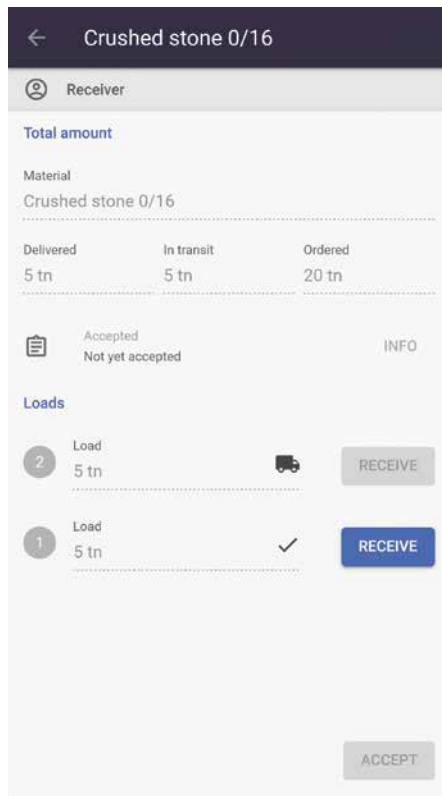 Crushed stone 0/16
Receiver
Total amount
Material
Crushed stone 0/16
Delivered In transit Ordered
5 tn 5 tn 20 tn
Accepted
Not yet accepted INFO
Loads
Load
2 5 tn RECEIVE
Load
1 5 tn RECEIVE
ACCEPT